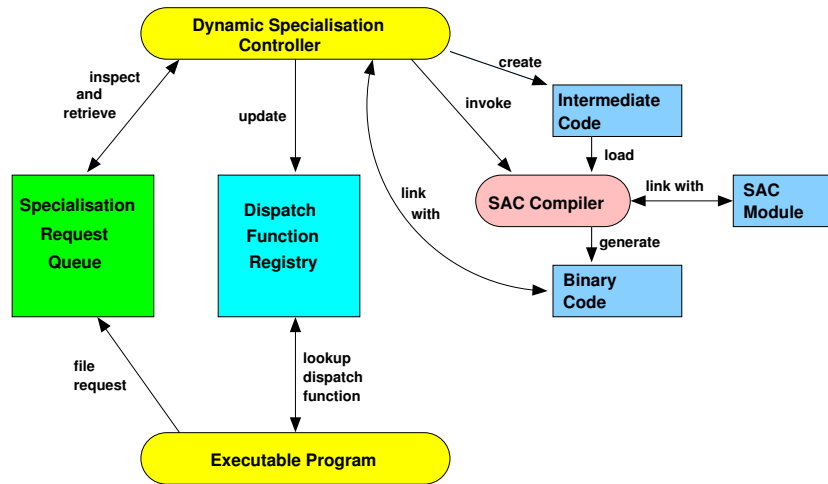 Dynamic Specialisation
Controller
inspect
and
retrieve
update
invoke
create
Intermediate
Code
load
link
with
SAC Compiler
link with
SAC
Module
generate
Binary
Code
Specialisation
Request
Queue
Dispatch
Function
Registry
file
request
lookup
dispatch
function
Executable Program